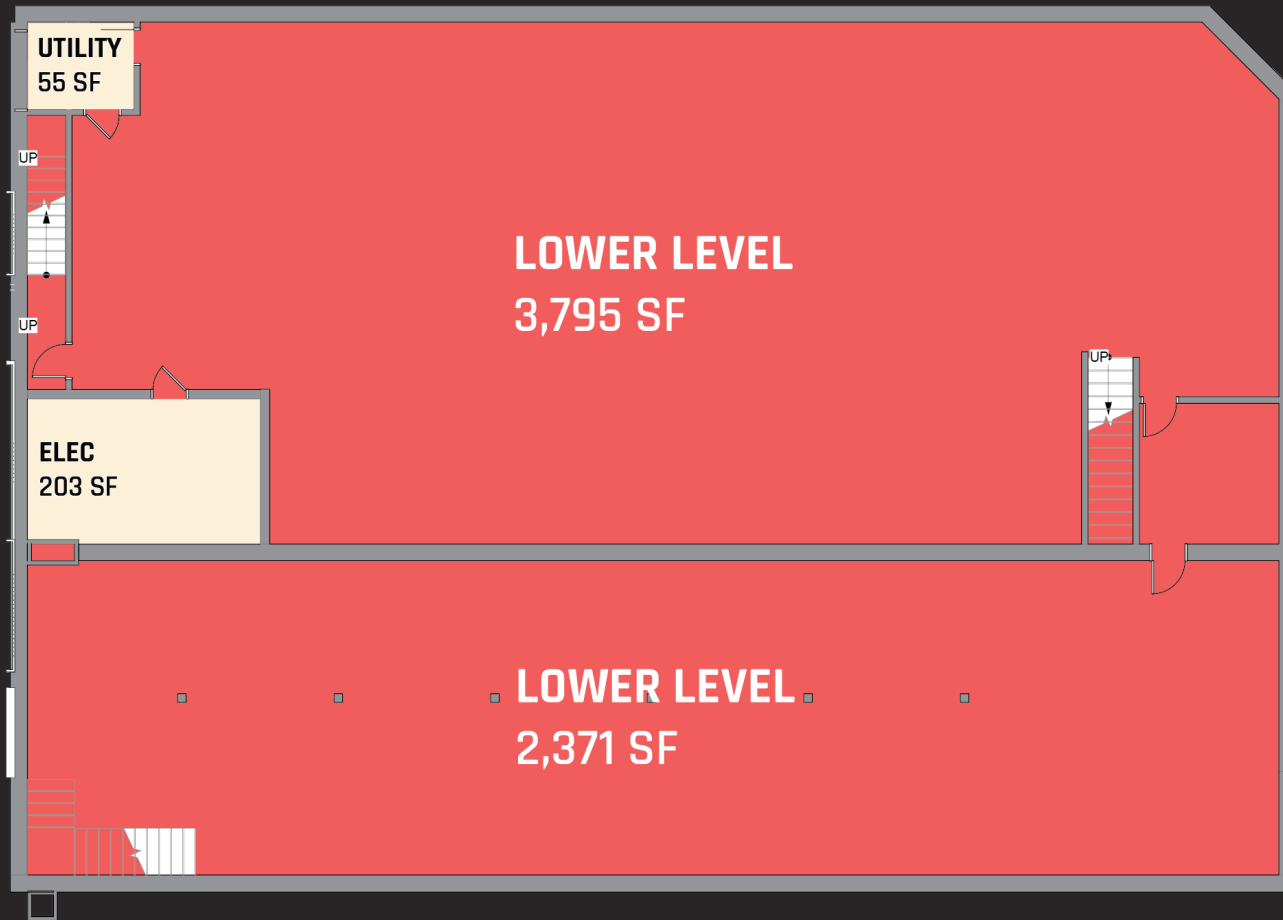 UTILITY
55 SF
UP
LOWER LEVEL
3,795 SF
UP
UP
ELEC
203 SF
LOWER LEVEL
2,371 SF